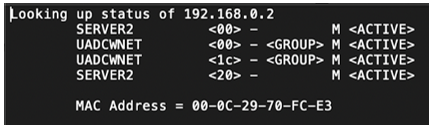 Looking up status of 192.168.0.2
SERVER2 <00> - M <ACTIVE>
UADCWNET <00> - <GROUP> M <ACTIVE>
UADCWNET <1c> - <GROUP> M <ACTIVE>
SERVER2 <20> - M <ACTIVE>
MAC Address = 00-0C-29-70-FC-E3